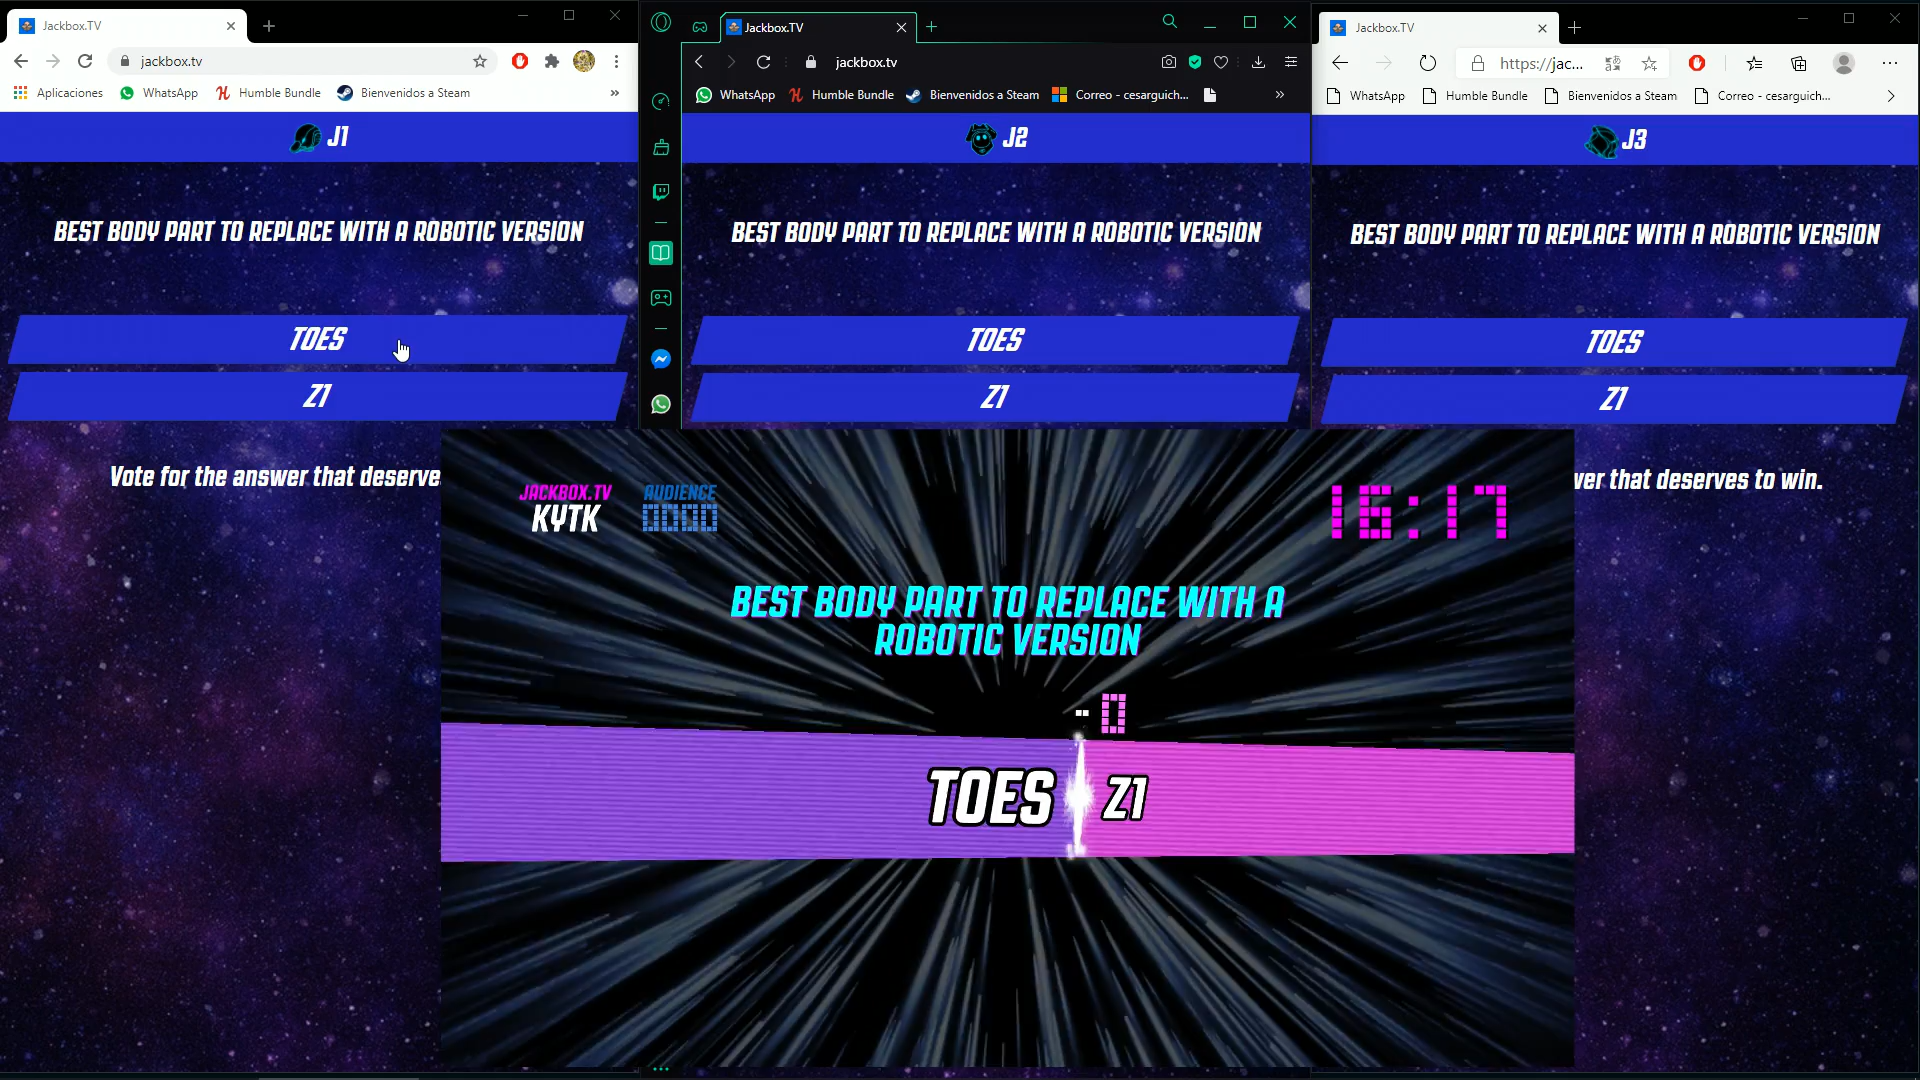 Jackbox.TV
jackbox.tv
Aplicaciones
WhatsApp
Humble Bundle
Bienvenidos a Steam
»
J1
BEST BODY PART TO REPLACE WITH A ROBOTIC VERSION
TOES
Z1
Vote for the answer that deserve
Jackbox.TV
jackbox.tv
WhatsApp
Humble Bundle
Bienvenidos a Steam
Correo - cesarguich...
»
J2
BEST BODY PART TO REPLACE WITH A ROBOTIC VERSION
TOES
Z1
Jackbox.TV
https://jac...
WhatsApp
Humble Bundle
Bienvenidos a Steam
Correo - cesarguich...
J3
BEST BODY PART TO REPLACE WITH A ROBOTIC VERSION
TOES
Z1
ver that deserves to win.
JACKBOX.TV
KYTK
AUDIENCE
0000
16:17
BEST BODY PART TO REPLACE WITH A
ROBOTIC VERSION
0
TOES
Z1